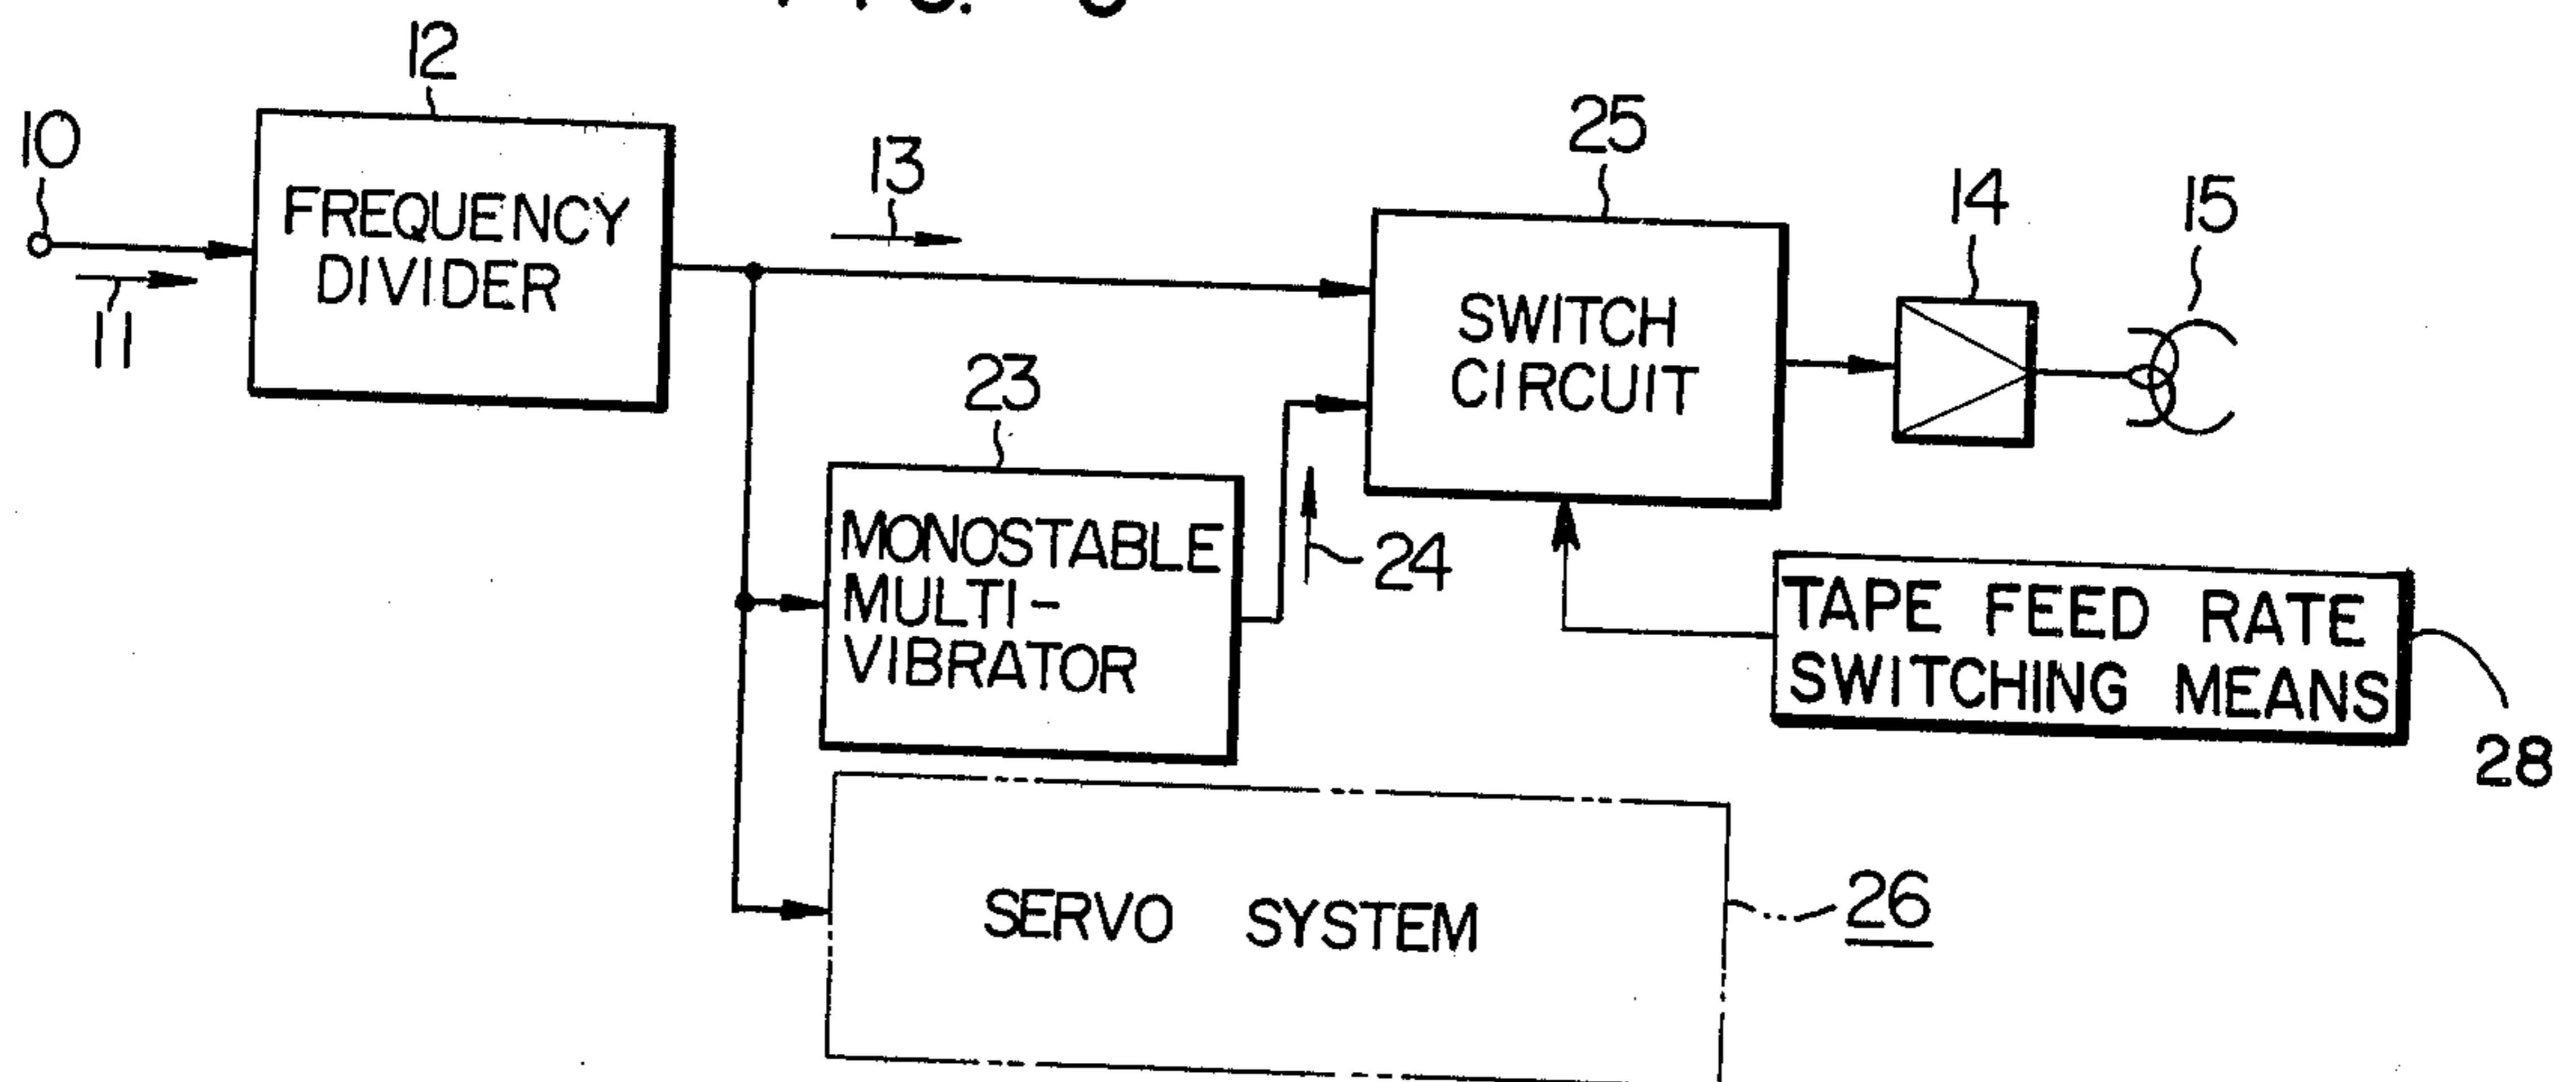 12
10
FREQUENCY
DIVIDER
11
13
25
SWITCH
CIRCUIT
14
15
23
MONOSTABLE
MULTI-
VIBRATOR
24
TAPE FEED RATE
SWITCHING MEANS
28
SERVO SYSTEM
26